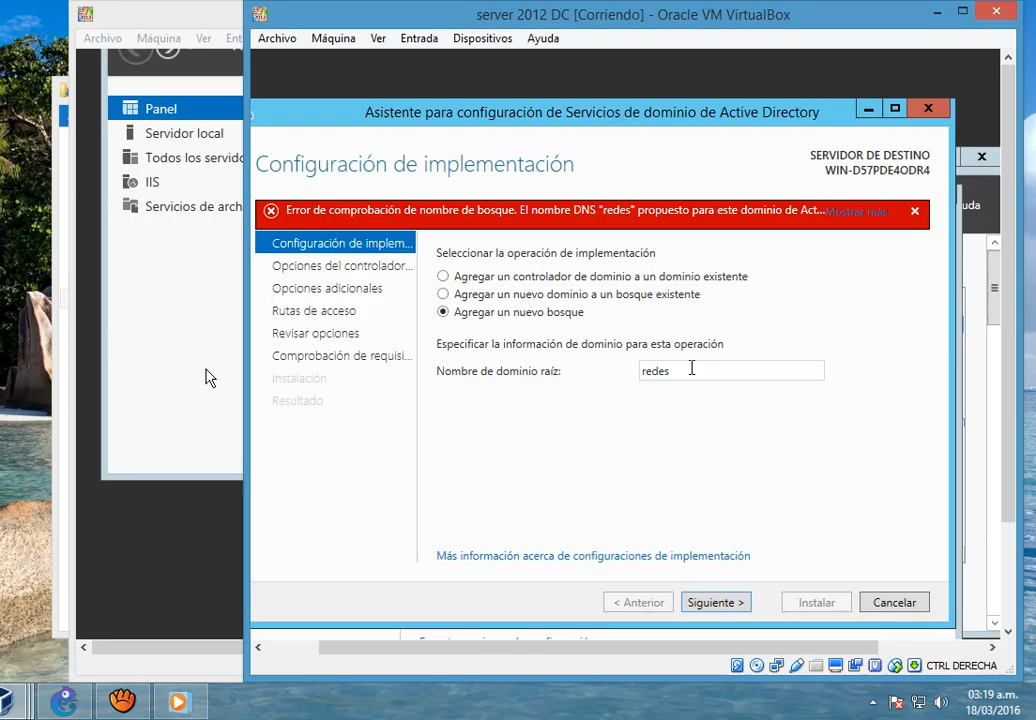 server 2012 DC [Corriendo] - Oracle VM VirtualBox
Archivo Máquina Ver
Archivo Máquina Ver Entrada Dispositivos Ayuda
Panel
Servidor local
Todos los servido
IIS
Servicios de arch
Asistente para configuración de Servicios de dominio de Active Directory
Configuración de implementación
SERVIDOR DE DESTINO
WIN-D57PDE4ODR4
Error de comprobación de nombre de bosque. El nombre DNS "redes" propuesto para este dominio de Act... Mostrar más
Configuración de implem...
Opciones del controlador...
Opciones adicionales
Rutas de acceso
Revisar opciones
Comprobación de requisi...
Instalación
Resultado
Seleccionar la operación de implementación
Agregar un controlador de dominio a un dominio existente
Agregar un nuevo dominio a un bosque existente
Agregar un nuevo bosque
Especificar la información de dominio para esta operación
Nombre de dominio raíz: redes
Más información acerca de configuraciones de implementación
< Anterior Siguiente > Instalar Cancelar
CTRL DERECHA
03:19 a.m.
18/03/2016